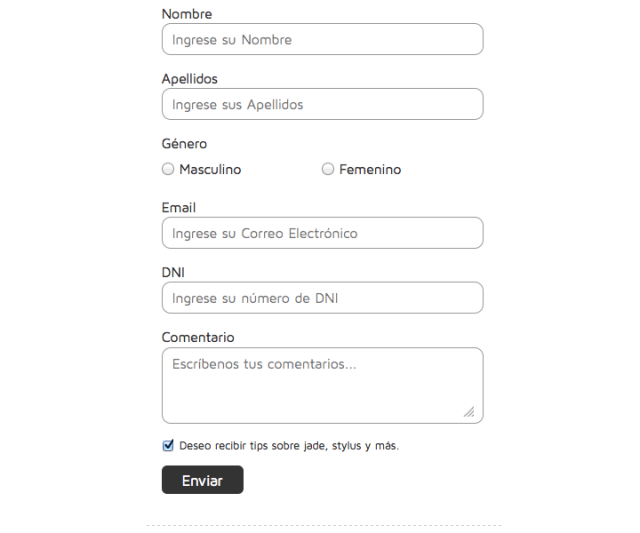 Nombre
Ingrese su Nombre
Apellidos
Ingrese sus Apellidos
Género
Masculino Femenino
Email
Ingrese su Correo Electrónico
DNI
Ingrese su número de DNI
Comentario
Escríbenos tus comentarios...
Deseo recibir tips sobre jade, stylus y más.
Enviar